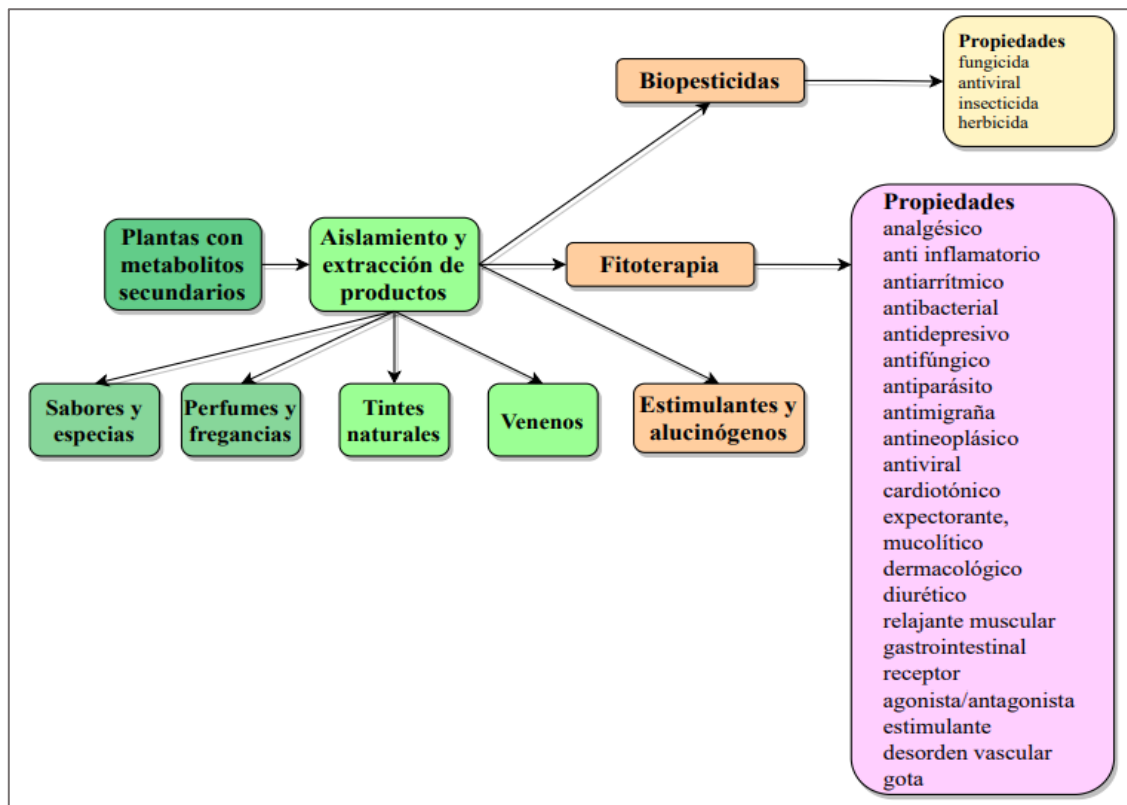 Biopesticidas
Propiedades
fungicida
antiviral
insecticida
herbicida
Plantas con
metabolitos
secundarios
Aislamiento y
extracción de
productos
Fitoterapia
Propiedades
analgésico
anti inflamatorio
antiarrítmico
antibacterial
antidepresivo
antifúngico
antiparásito
antimigraña
antineoplásico
antiviral
cardiotónico
expectorante,
mucolítico
dermacológico
diurético
relajante muscular
gastrointestinal
receptor
agonista/antagonista
estimulante
desorden vascular
gota
Sabores y
especias
Perfumes y
fregancias
Tintes
naturales
Venenos
Estimulantes y
alucinógenos